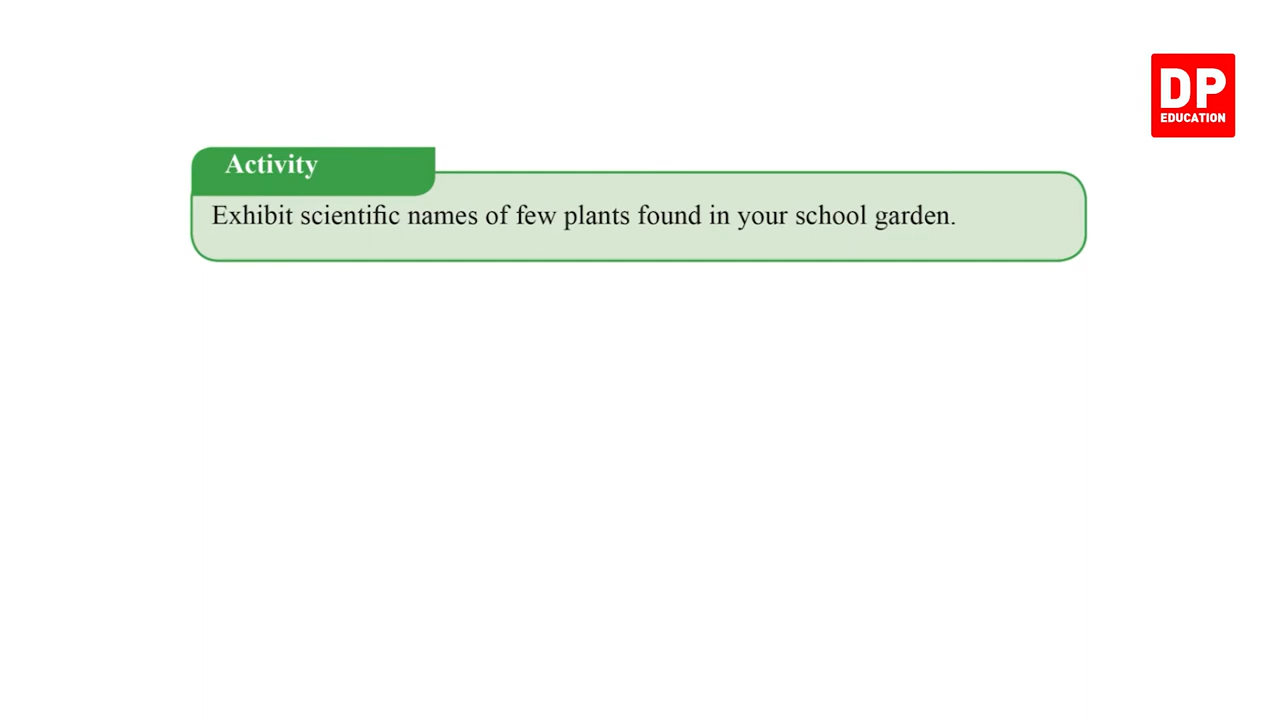 DP
EDUCATION
Activity
Exhibit scientific names of few plants found in your school garden.